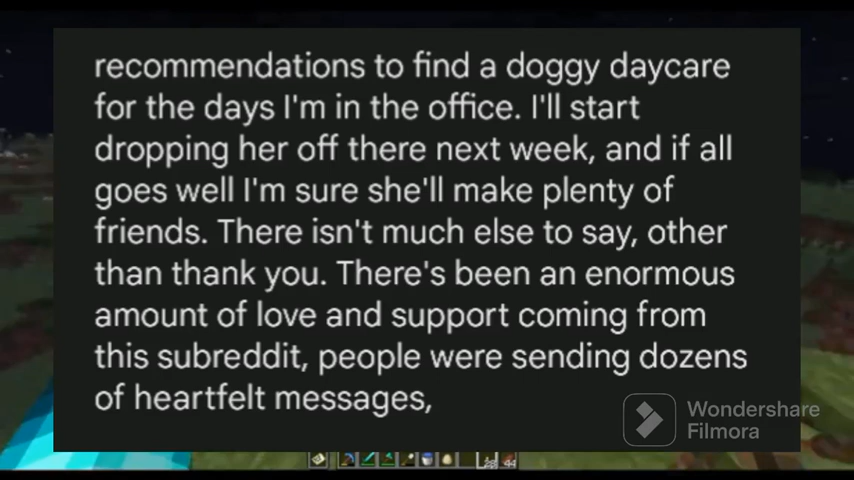 recommendations to find a doggy daycare
for the days I'm in the office. I'll start
dropping her off there next week, and if all
goes well I'm sure she'll make plenty of
friends. There isn't much else to say, other
than thank you. There's been an enormous
amount of love and support coming from
this subreddit, people were sending dozens
of heartfelt messages,
Wondershare
Filmora
44